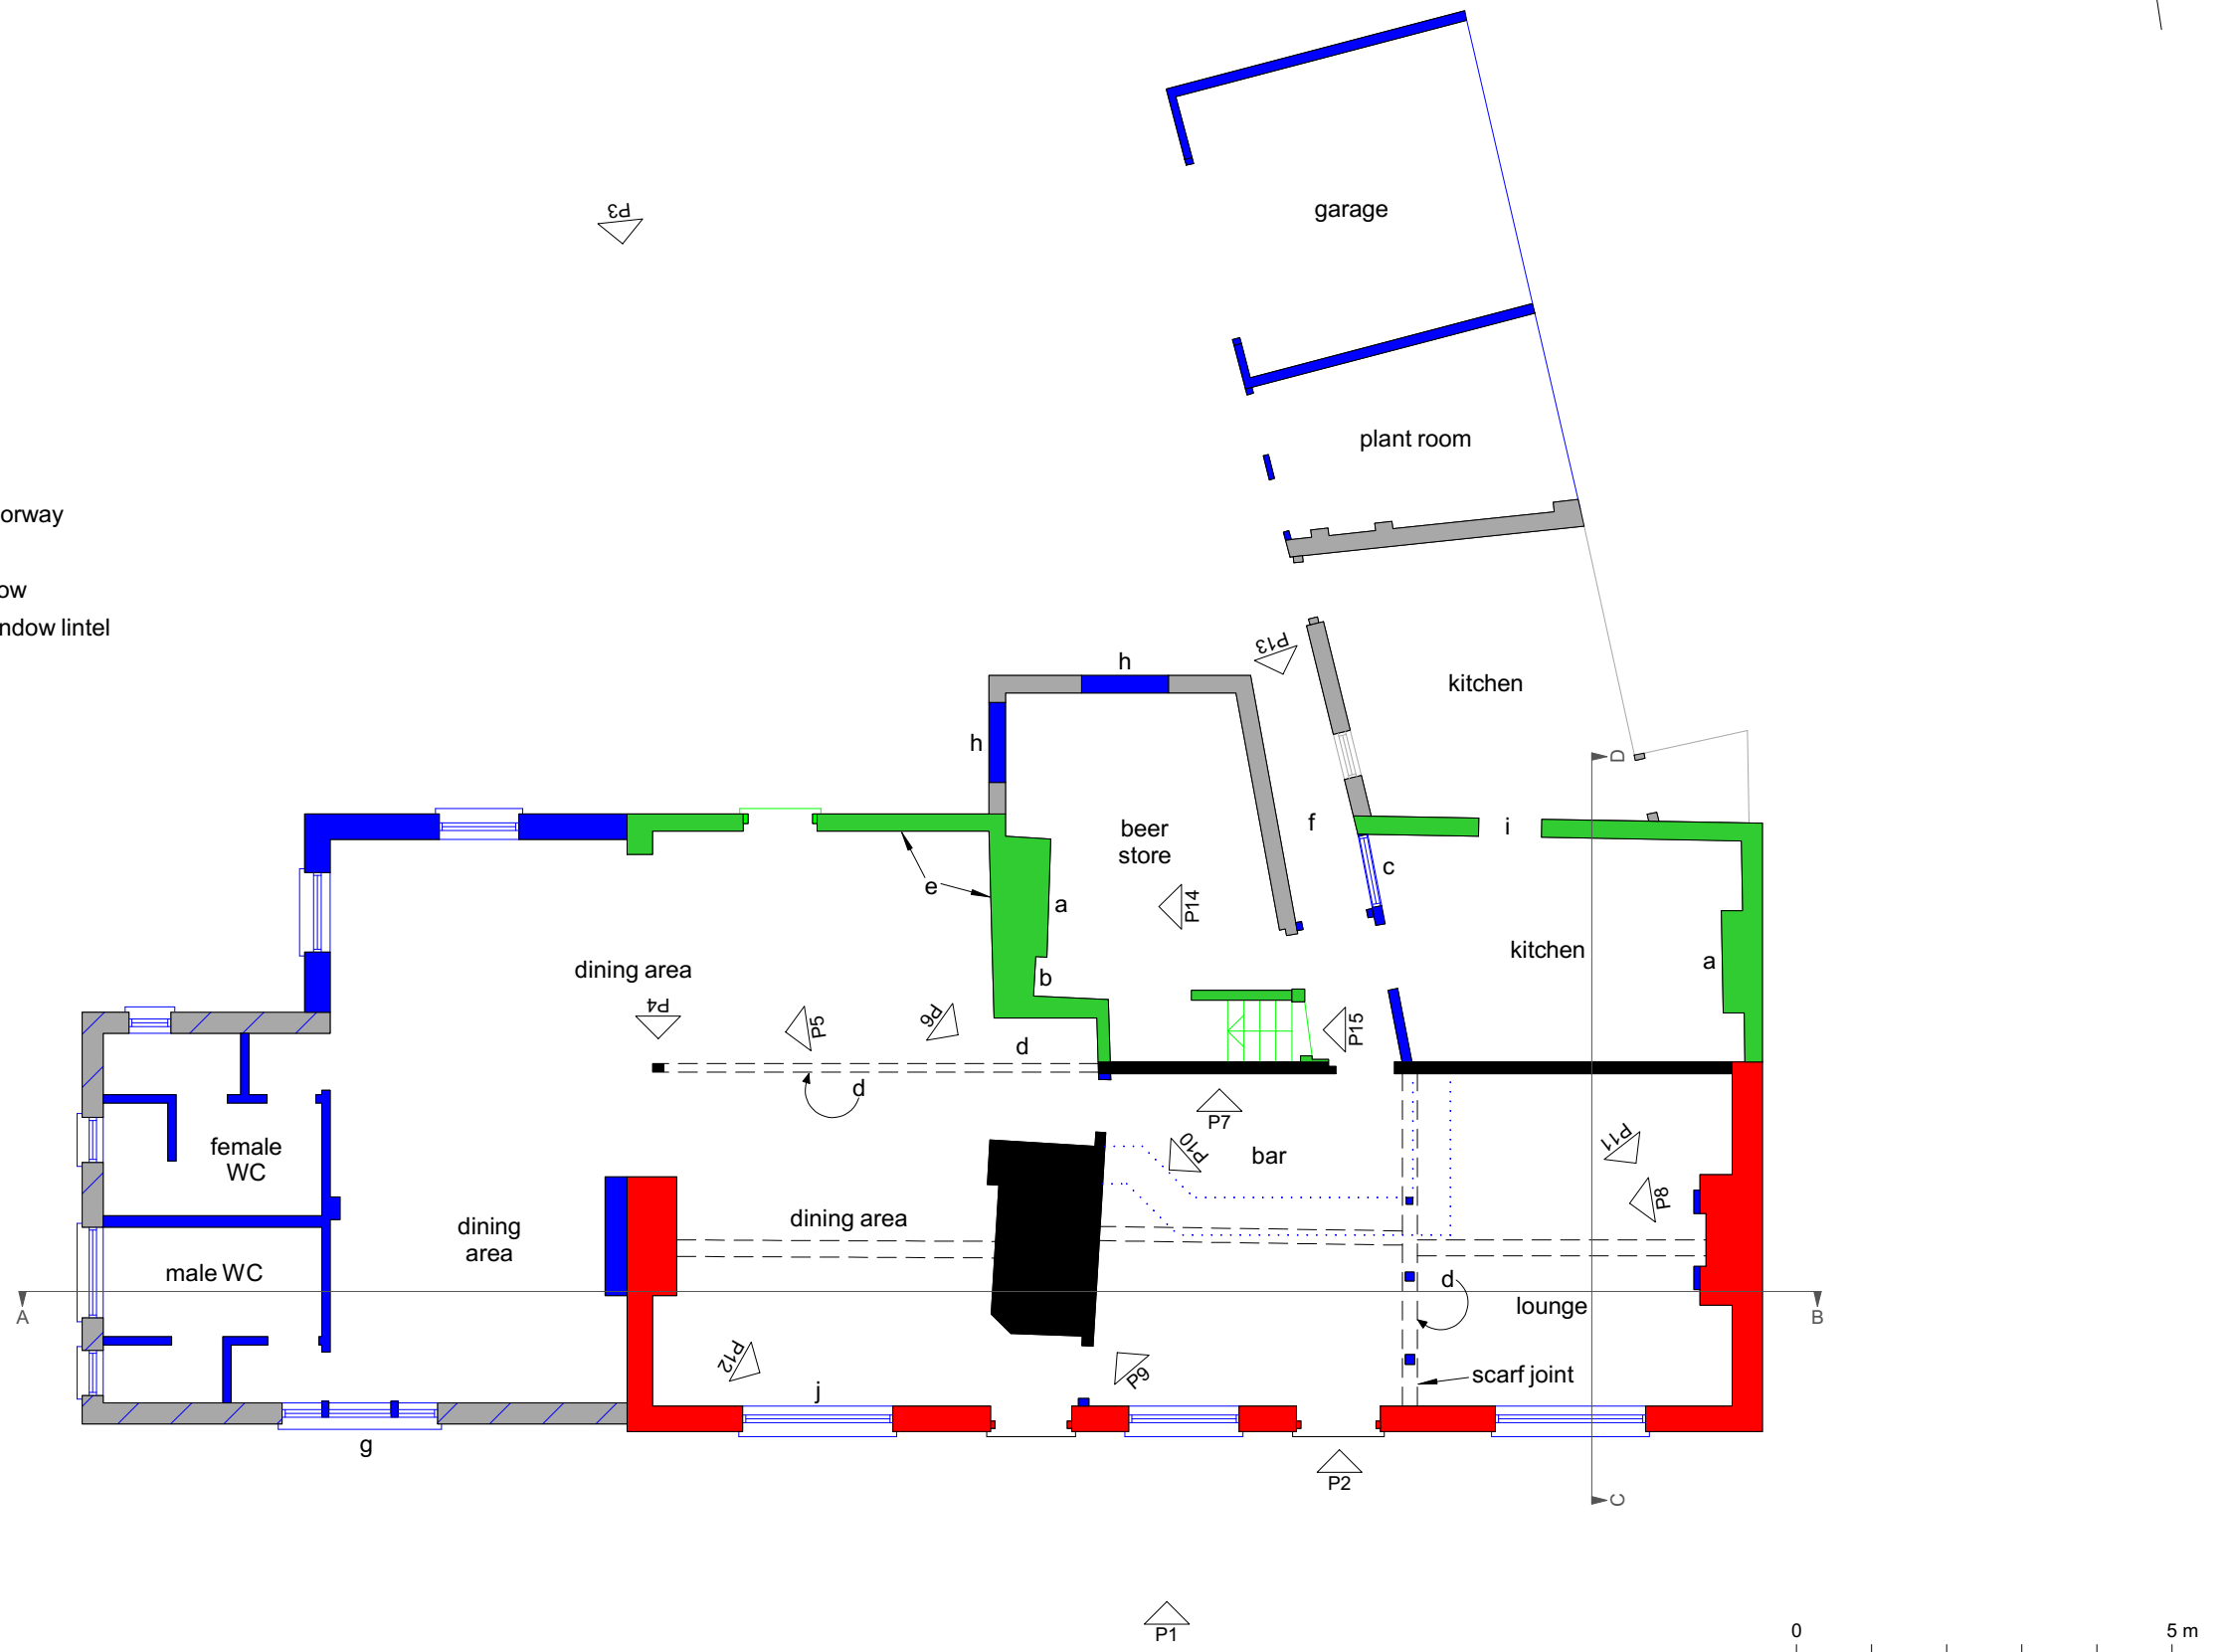 P3
garage
plant room
orway
ow
ndow lintel
P13
h
kitchen
h
D
beer
store
f
i
c
e
a
P14
kitchen
a
b
dining area
P4
P5
P6
d
P15
d
P7
P10
bar
P11
female
WC
P8
dining
area
dining area
male WC
d
lounge
A
B
P12
P9
scarf joint
j
g
P2
C
P1
0
5 m